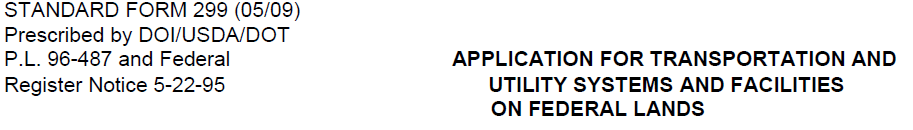 STANDARD FORM 299 (05/09)
Prescribed by DOI/USDA/DOT
P.L. 96-487 and Federal
Register Notice 5-22-95
APPLICATION FOR TRANSPORTATION AND
UTILITY SYSTEMS AND FACILITIES
ON FEDERAL LANDS